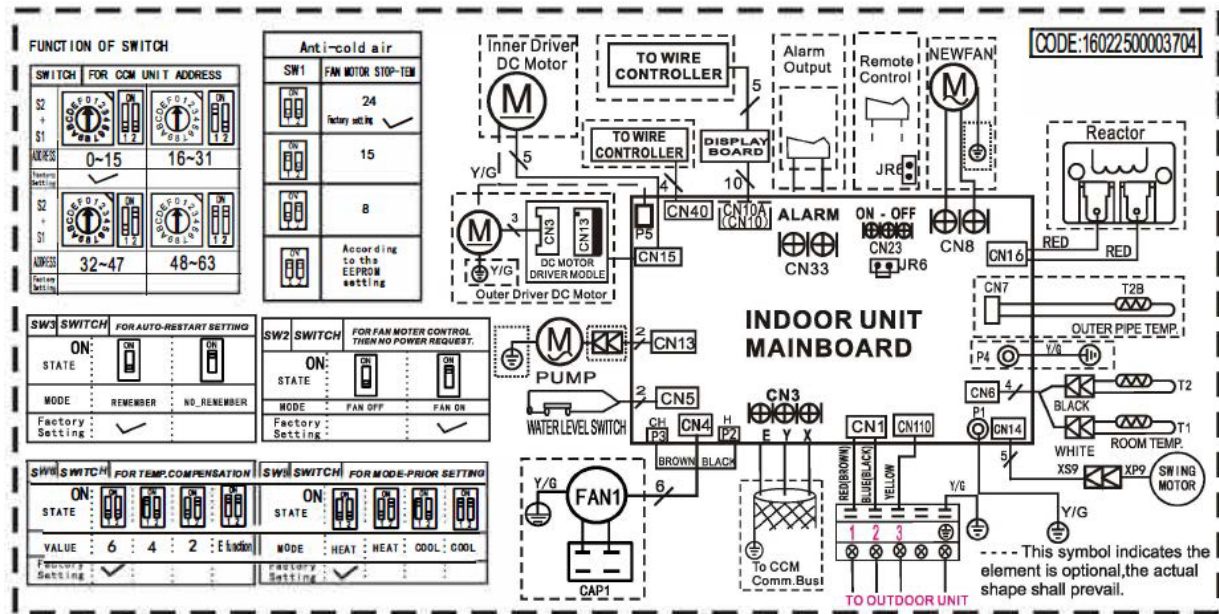 FUNCTION OF SWITCH
SWITCH FOR CCM UNIT ADDRESS
S2
+
S1
ADDRESS 0~15 16~31
Factory
Setting
S2
+
S1
ADDRESS 32~47 48~63
Factory
Setting
Anti-cold air
SW1 FAN MOTOR STOP-TEM
24
Factory setting
15
8
According
to the
EEPROM
setting
SW3 SWITCH FOR AUTO-RESTART SETTING
ON
STATE
MODE REMEMBER NO_REMEMBER
Factory
Setting
SW2 SWITCH FOR FAN MOTER CONTROL
THEN NO POWER REQUEST.
ON
STATE
MODE FAN OFF FAN ON
Factory
Setting:
SWITCH FOR TEMP.COMPENSATION
ON
STATE
VALUE 6 4 2 E function
Factory
Setting
SWITCH FOR MODE-PRIOR SETTING
ON
STATE
MODE HEAT HEAT COOL COOL
Factory
Setting
Inner Driver
DC Motor
M
5
Y/G
TO WIRE
CONTROLLER
5
TO WIRE
CONTROLLER
4
DISPLAY
BOARD
10
Alarm
Output
Remote
Control
JR6
NEWFAN
M
CODE:16022500003704
Reactor
RED
RED
M
3
CN3
CN13
DC MOTOR
DRIVER MODLE
Y/G
Outer Driver DC Motor
P5
CN40
CN10A
(CN10)
ALARM
CN33
ON - OFF
CN23
JR6
CN8
CN15
CN16
CN7
T2B
OUTER PIPE TEMP.
INDOOR UNIT
MAINBOARD
P4
Y/G
M
PUMP
2
CN13
WATER LEVEL SWITCH
2
CN5
CN6
4
T2
BLACK
T1
WHITE
ROOM TEMP.
P1
CN14
5
XS9
XP9
SWING
MOTOR
CN3
E Y X
CN1
CN110
CH
P3
CN4
H
P2
BROWN
BLACK
Y/G
FAN1
6
CAP1
To CCM
Comm.Bus
RED(BROWN)
BLUE(BLACK)
YELLOW
Y/G
Y/G
1 2 3
TO OUTDOOR UNIT
---- This symbol indicates the
element is optional,the actual
shape shall prevail.